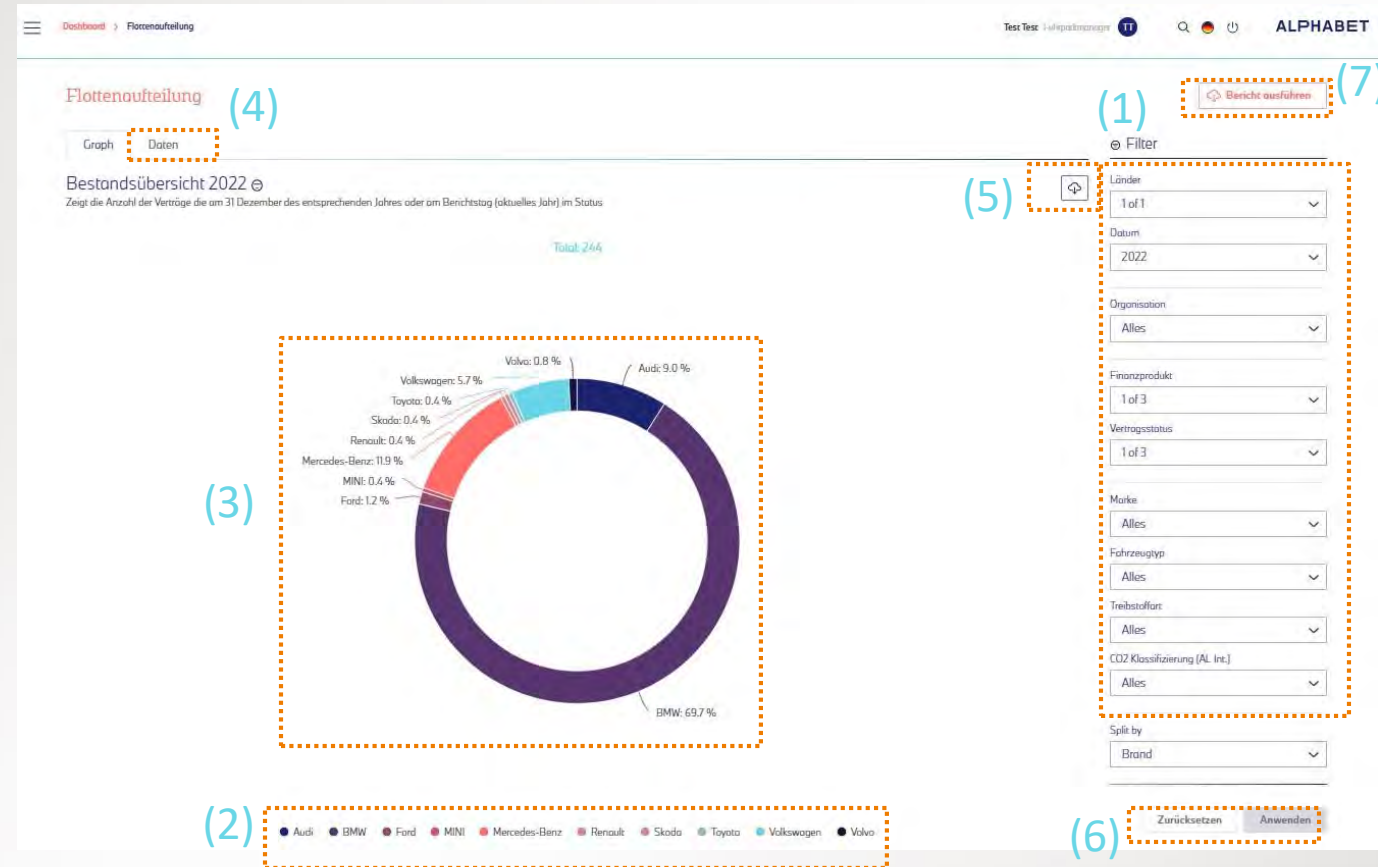 Dashboard > Flottenaufteilung
Test Test Fuhrparkmanager TT
ALPHABET
Flottenaufteilung
(4)
(1)
(7)
Bericht ausführen
Graph Daten
Filter
Bestandsübersicht 2022
Zeigt die Anzahl der Verträge die am 31 Dezember des entsprechenden Jahres oder am Berichtstag (aktuelles Jahr) im Status
(5)
Total: 244
Länder
1 of 1
Datum
2022
Organisation
Alles
Finanzprodukt
1 of 3
Vertragsstatus
1 of 3
Marke
Alles
Fahrzeugtyp
Alles
Treibstoffart
Alles
CO2 Klassifizierung (AL Int.)
Alles
Split by
Brand
(3)
Volvo: 0.8 %
Audi: 9.0 %
Volkswagen: 5.7 %
Toyota: 0.4 %
Skoda: 0.4 %
Renault: 0.4 %
Mercedes-Benz: 11.9 %
MINI: 0.4 %
Ford: 1.2 %
BMW: 69.7 %
(2)
Audi BMW Ford MINI Mercedes-Benz Renault Skoda Toyota Volkswagen Volvo
(6)
Zurücksetzen Anwenden